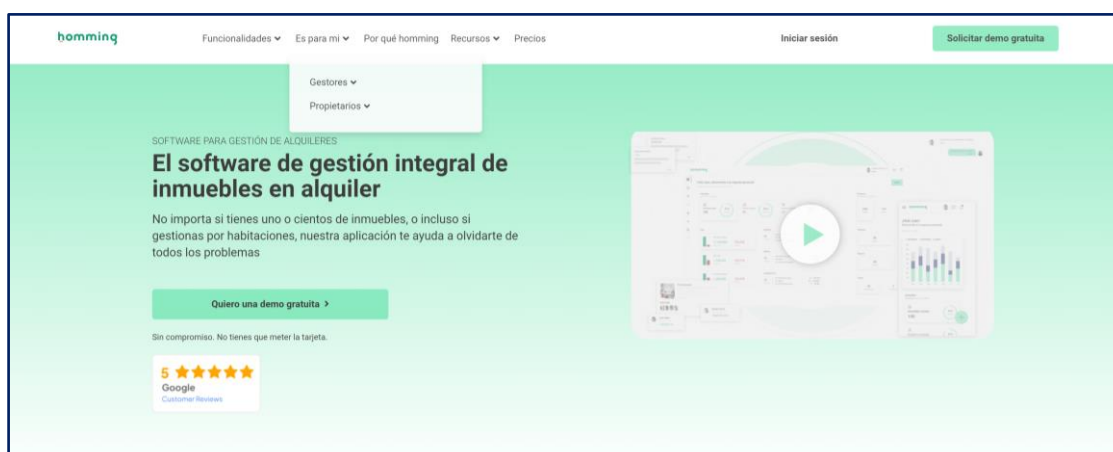 homming
Funcionalidades Es para mi Por qué homming Recursos Precios Iniciar sesión Solicitar demo gratuita
Gestores
Propietarios
SOFTWARE PARA GESTIÓN DE ALQUILERES
El software de gestión integral de
inmuebles en alquiler
No importa si tienes uno o cientos de inmuebles, o incluso si
gestionas por habitaciones, nuestra aplicación te ayuda a olvidarte de
todos los problemas
Quiero una demo gratuita >
Sin compromiso. No tienes que meter la tarjeta.
5
Google
Customer Reviews